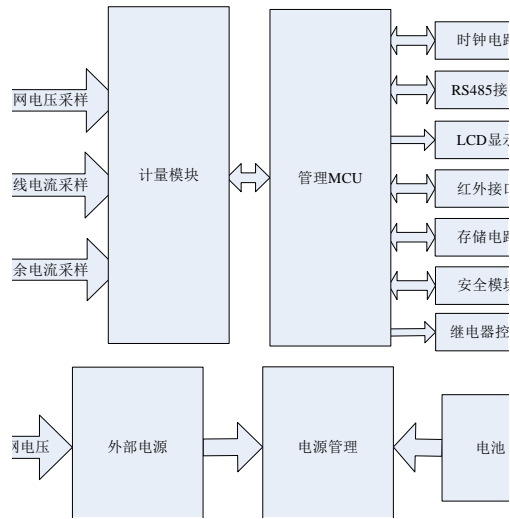 时钟电路
网电压采样
RS485接
LCD显示
线电流采样
计量模块
管理MCU
红外接口
存储电路
余电流采样
安全模块
继电器控
网电压
外部电源
电源管理
电池